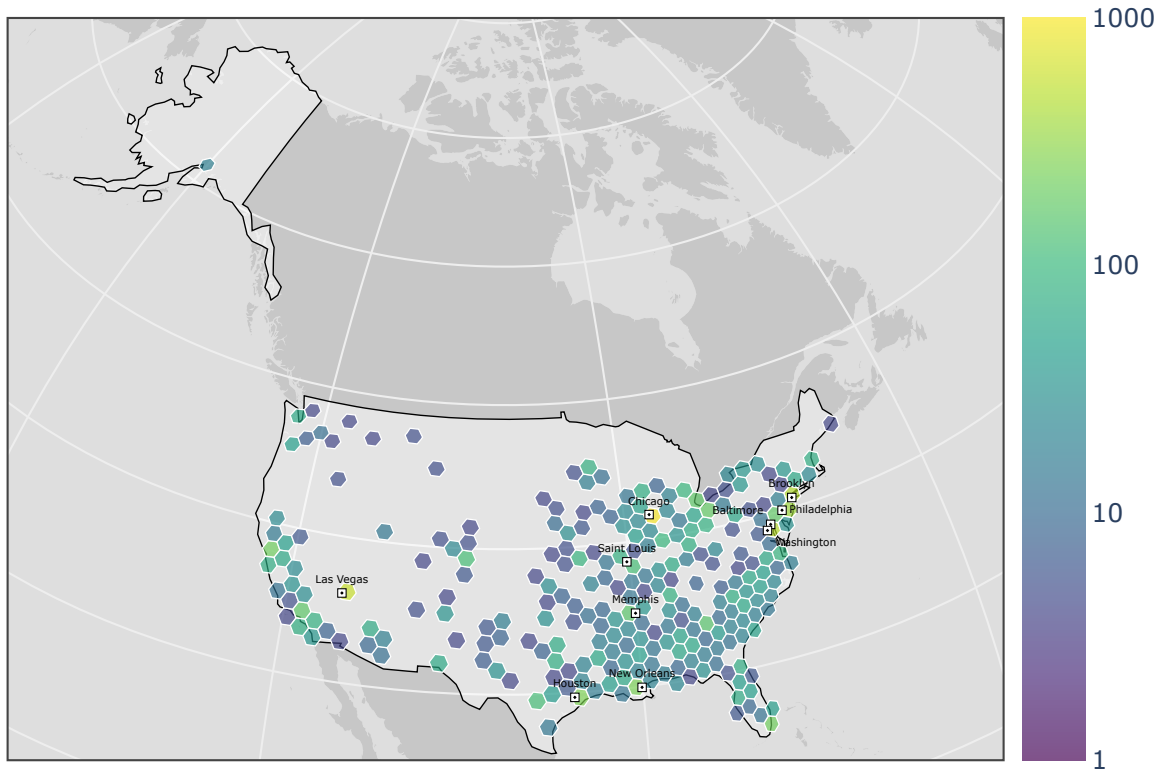 1000
100
10
1
Brooklyn
Chicago
Baltimore
Philadelphia
Washington
Saint Louis
Las Vegas
Memphis
New Orleans
Houston